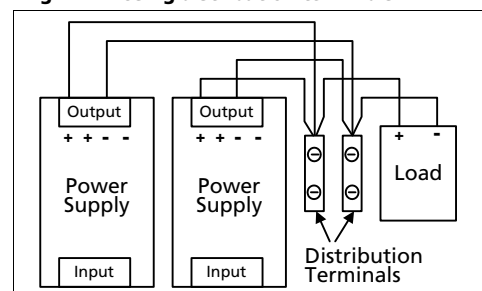 Output
+ + - -
Power
Supply
Input
Output
+ + - -
Power
Supply
Input
+ -
Load
Distribution
Terminals